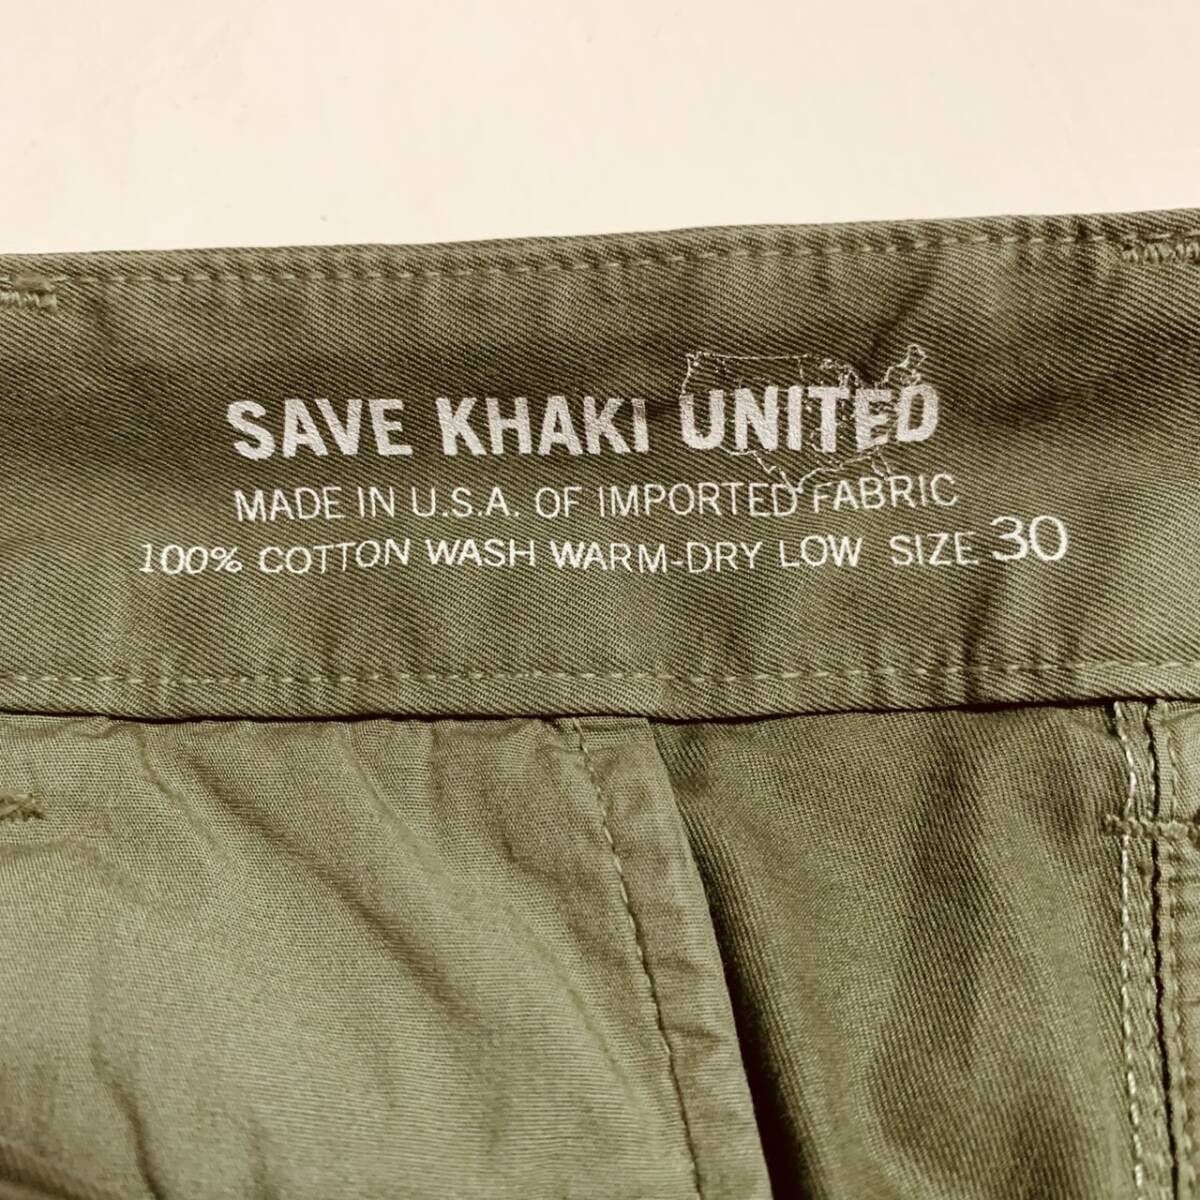 SAVE KHAKI UNITED
MADE IN U.S.A. OF IMPORTED FABRIC
100% COTTON WASH WARM-DRY LOW SIZE 30